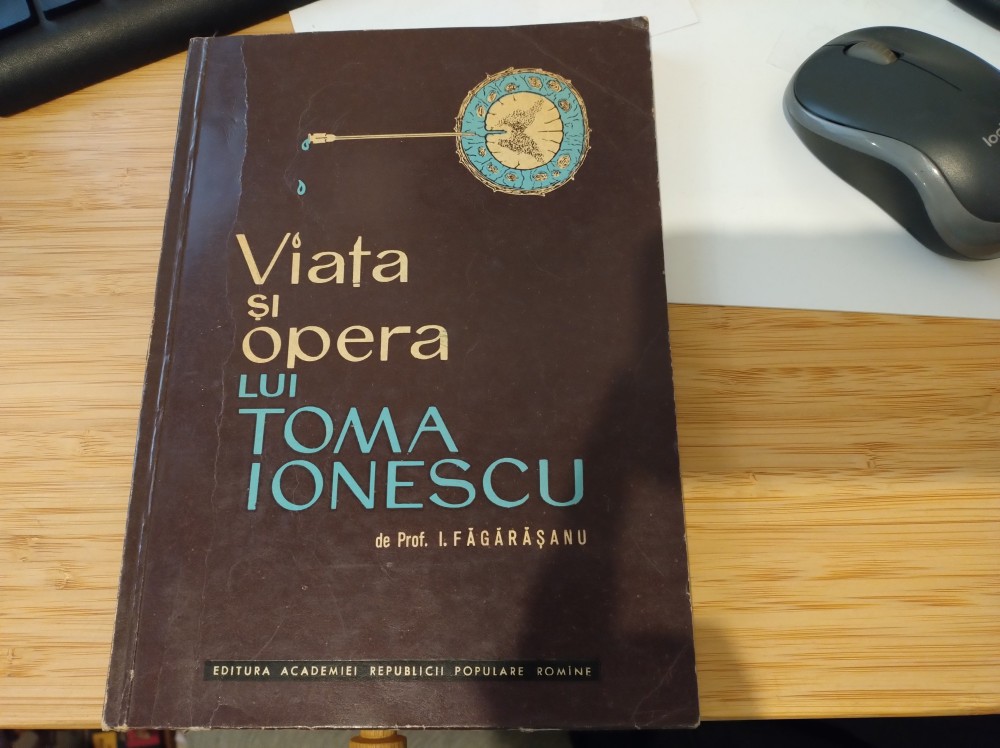 Viața
ȘI
opera
LUI
TOMA
IONESCU
de Prof. I. FĂGĂRĂȘANU
EDITURA ACADEMIEI REPUBLICII POPULARE ROMÎNE